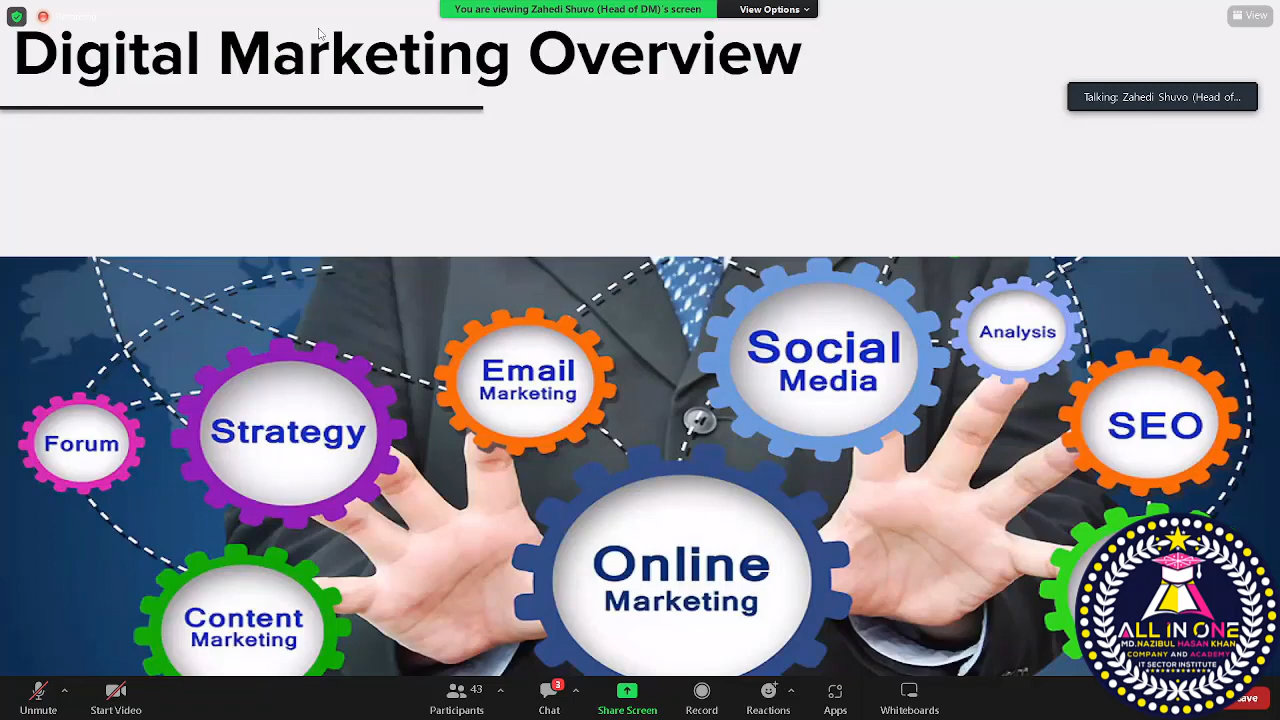 You are viewing Zahedi Shuvo (Head of DM)'s screen
View Options
View
Digital Marketing Overview
Talking: Zahedi Shuvo (Head of...
Social
Media
Analysis
Email
Marketing
SEO
Strategy
Forum
Online
Marketing
Content
Marketing
ALL IN ONE
MD.NAZIBUL HASAN KHAN
COMPANY AND ACADEMY
IT SECTOR INSTITUTE
43
3
Unmute
Start Video
Participants
Chat
Share Screen
Record
Reactions
Apps
Whiteboards